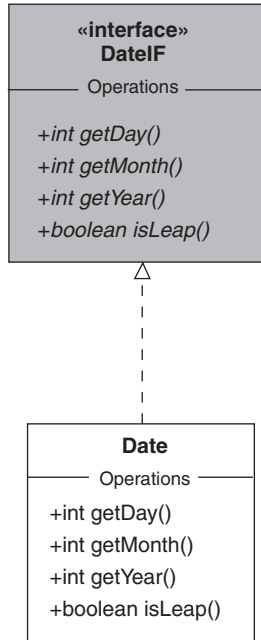 «interface»
DateIF
Operations
+int getDay()
+int getMonth()
+int getYear()
+boolean isLeap()
Date
Operations
+int getDay()
+int getMonth()
+int getYear()
+boolean isLeap()